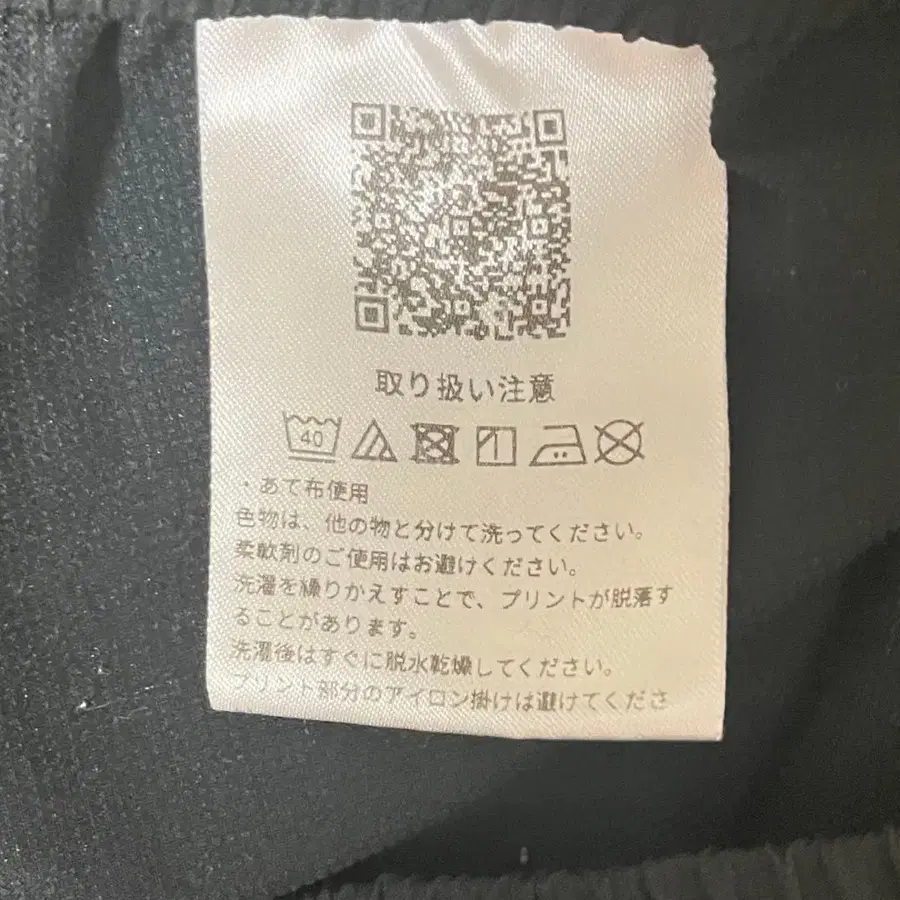 取り扱い注意
40
・あて布使用
色物は、他の物と分けて洗ってください。
柔軟剤のご使用はお避けください。
洗濯を繰りかえすことで、プリントが脱落す
ることがあります。
洗濯後はすぐに脱水乾燥してください。
プリント部分のアイロン掛けは避けてくださ